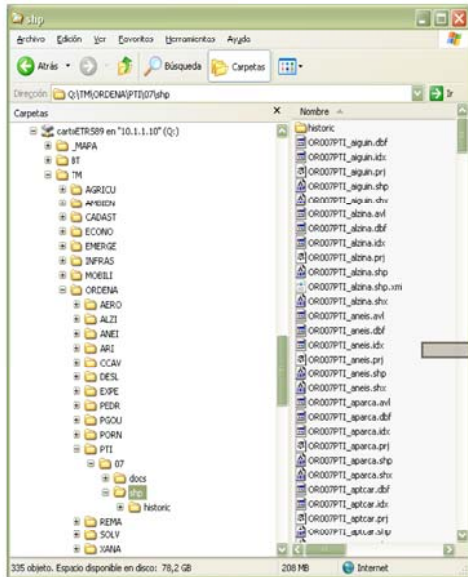 shp
Archivo Edición Ver Favoritos Herramientas Ayuda
Atrás Búsqueda Carpetas
Dirección Q:\TM\ORDENA\PTI\07\shp Ir
Carpetas
cartoETRS89 en "10.1.1.10" (Q:)
_MAPA
BT
TM
AGRICU
AMBIEN
CADAST
ECONO
EMERGE
INFRAS
MOBILI
ORDENA
AERO
ALZI
ANEI
ARI
CCAV
DESL
EXPE
PEDR
PGOU
PORN
PTI
07
docs
shp
historic
REMA
SOLV
XANA
Nombre
historic
OR007PTI_aiguin.dbf
OR007PTI_aiguin.idx
OR007PTI_aiguin.prj
OR007PTI_aiguin.shp
OR007PTI_aiguin.shx
OR007PTI_alzina.avl
OR007PTI_alzina.dbf
OR007PTI_alzina.idx
OR007PTI_alzina.prj
OR007PTI_alzina.shp
OR007PTI_alzina.shp.xml
OR007PTI_alzina.shx
OR007PTI_aneis.avl
OR007PTI_aneis.dbf
OR007PTI_aneis.idx
OR007PTI_aneis.prj
OR007PTI_aneis.shp
OR007PTI_aneis.shx
OR007PTI_aparca.avl
OR007PTI_aparca.dbf
OR007PTI_aparca.idx
OR007PTI_aparca.prj
OR007PTI_aparca.shp
OR007PTI_aparca.shx
OR007PTI_aptcar.dbf
OR007PTI_aptcar.idx
OR007PTI_aptcar.prj
OR007PTI_aptcar.shp
335 objeto. Espacio disponible en disco: 78,2 GB 208 MB Internet